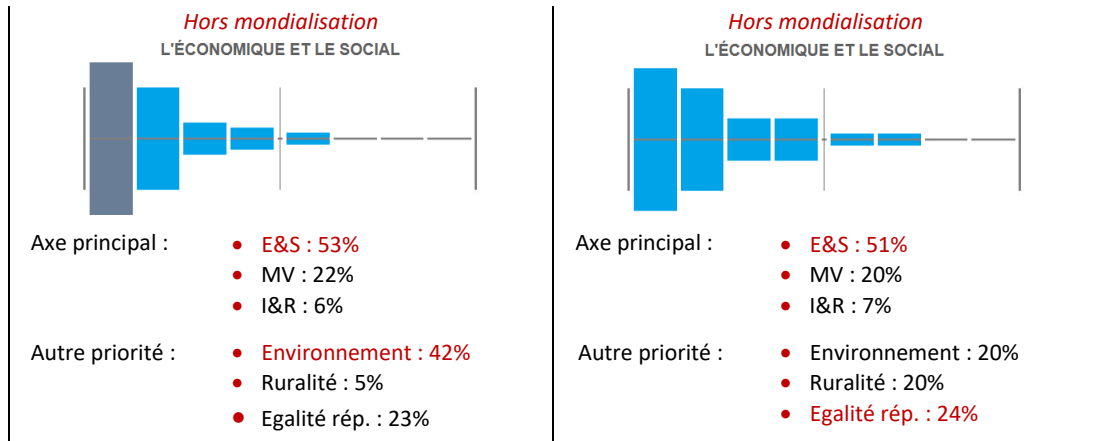 Hors mondialisation
L'ÉCONOMIQUE ET LE SOCIAL
Axe principal :
• E&S : 53%
• MV : 22%
• I&R : 6%
Autre priorité :
• Environnement : 42%
• Ruralité : 5%
• Egalité rép. : 23%
Hors mondialisation
L'ÉCONOMIQUE ET LE SOCIAL
Axe principal :
• E&S : 51%
• MV : 20%
• I&R : 7%
Autre priorité :
• Environnement : 20%
• Ruralité : 20%
• Egalité rép. : 24%